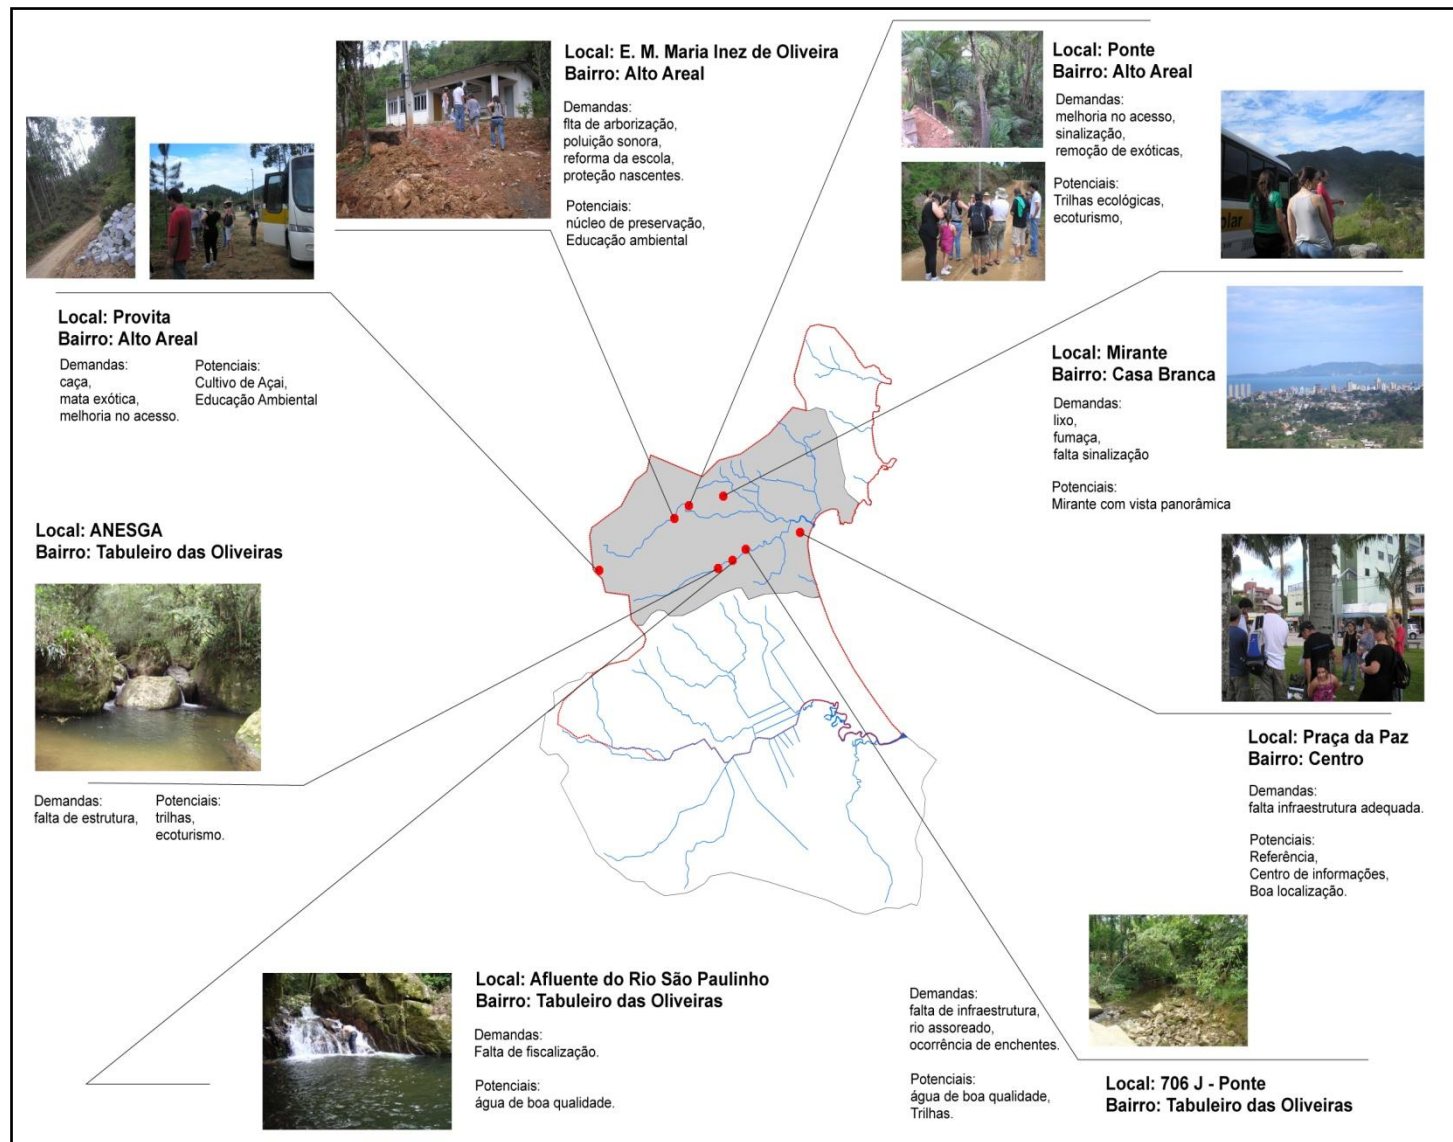 Local: E. M. Maria Inez de Oliveira
Bairro: Alto Areal
Demandas:
flta de arborização,
poluição sonora,
reforma da escola,
proteção nascentes.
Potenciais:
núcleo de preservação,
Educação ambiental
Local: Ponte
Bairro: Alto Areal
Demandas:
melhoria no acesso,
sinalização,
remoção de exóticas,
Potenciais:
Trilhas ecológicas,
ecoturismo,
olar
Local: Provita
Bairro: Alto Areal
Demandas:
caça,
mata exótica,
melhoria no acesso.
Potenciais:
Cultivo de Açai,
Educação Ambiental
Local: Mirante
Bairro: Casa Branca
Demandas:
lixo,
fumaça,
falta sinalização
Potenciais:
Mirante com vista panorâmica
Local: ANESGA
Bairro: Tabuleiro das Oliveiras
Demandas:
falta de estrutura,
Potenciais:
trilhas,
ecoturismo.
Local: Praça da Paz
Bairro: Centro
Demandas:
falta infraestrutura adequada.
Potenciais:
Referência,
Centro de informações,
Boa localização.
Local: Afluente do Rio São Paulinho
Bairro: Tabuleiro das Oliveiras
Demandas:
Falta de fiscalização.
Potenciais:
água de boa qualidade.
Demandas:
falta de infraestrutura,
rio assoreado,
ocorrência de enchentes.
Potenciais:
água de boa qualidade,
Trilhas.
Local: 706 J - Ponte
Bairro: Tabuleiro das Oliveiras